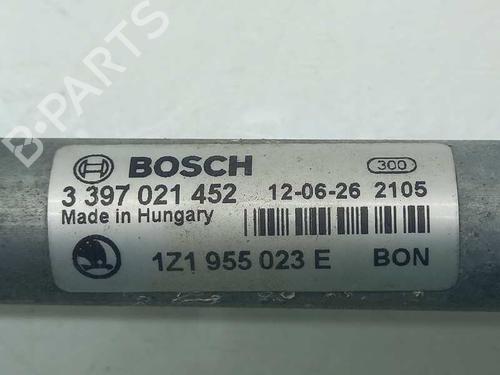 B-PARTS
BOSCH 300
3 397 021 452 12-06-26 2105
Made in Hungary
1Z1 955 023 E BON